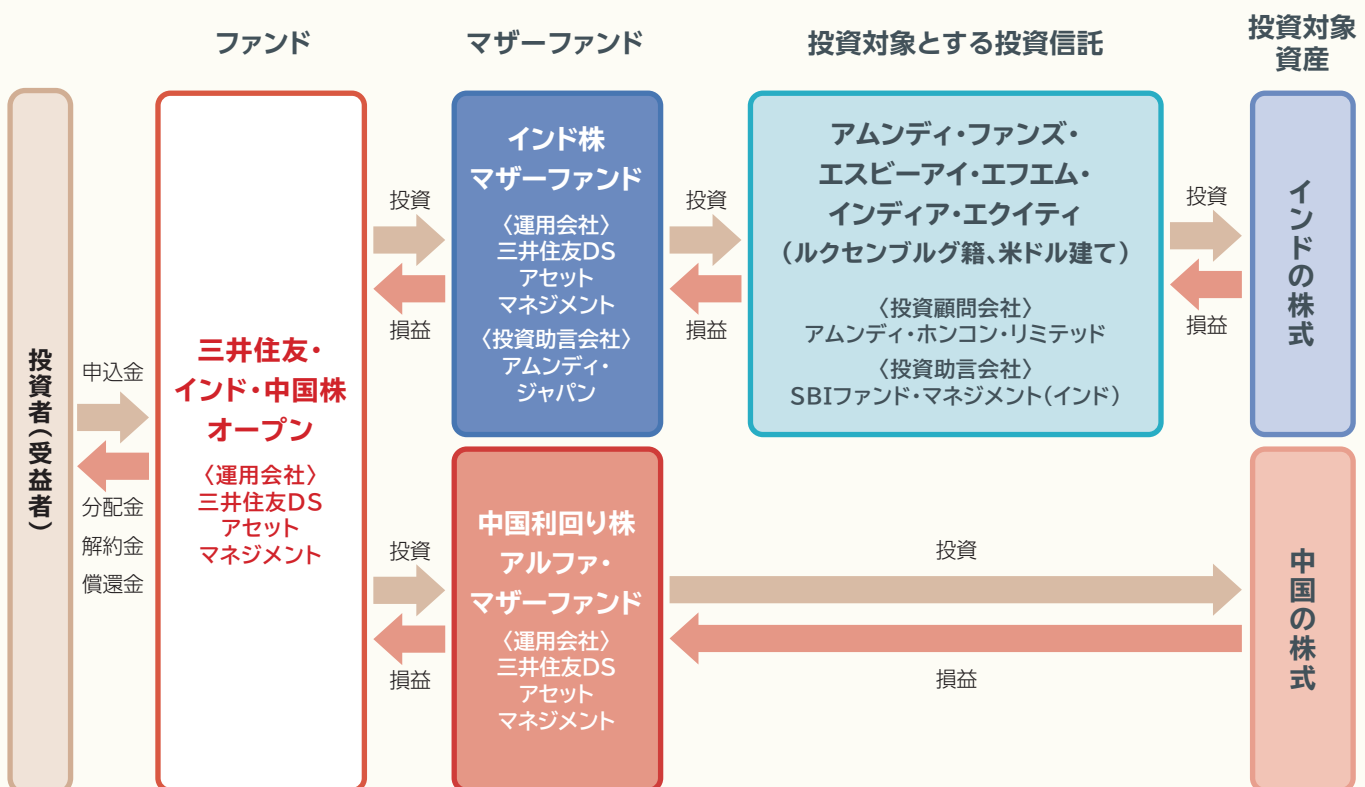 ファンド
マザーファンド
投資対象とする投資信託
投資対象
資産
投資者(受益者)
申込金
分配金
解約金
償還金
三井住友・
インド・中国株
オープン
〈運用会社〉
三井住友DS
アセット
マネジメント
投資
損益
インド株
マザーファンド
〈運用会社〉
三井住友DS
アセット
マネジメント
〈投資助言会社〉
アムンディ・
ジャパン
投資
損益
アムンディ・ファンズ・
エスビーアイ・エフエム・
インディア・エクイティ
(ルクセンブルグ籍、米ドル建て)
〈投資顧問会社〉
アムンディ・ホンコン・リミテッド
〈投資助言会社〉
SBIファンド・マネジメント(インド)
投資
損益
インドの株式
投資
損益
中国利回り株
アルファ・
マザーファンド
〈運用会社〉
三井住友DS
アセット
マネジメント
投資
損益
中国の株式